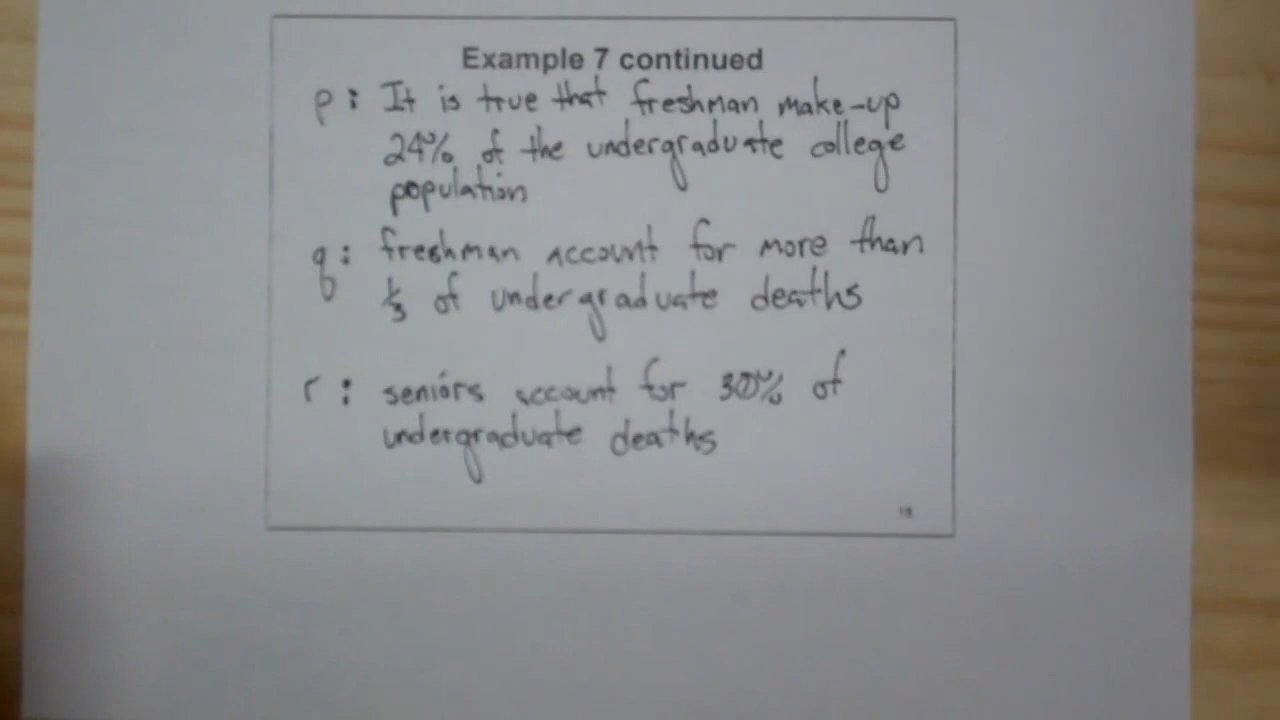 Example 7 continued
p: It is true that freshman make-up
24% of the undergraduate college
population
q: freshman account for more than
1/3 of undergraduate deaths
r: seniors account for 30% of
undergraduate deaths